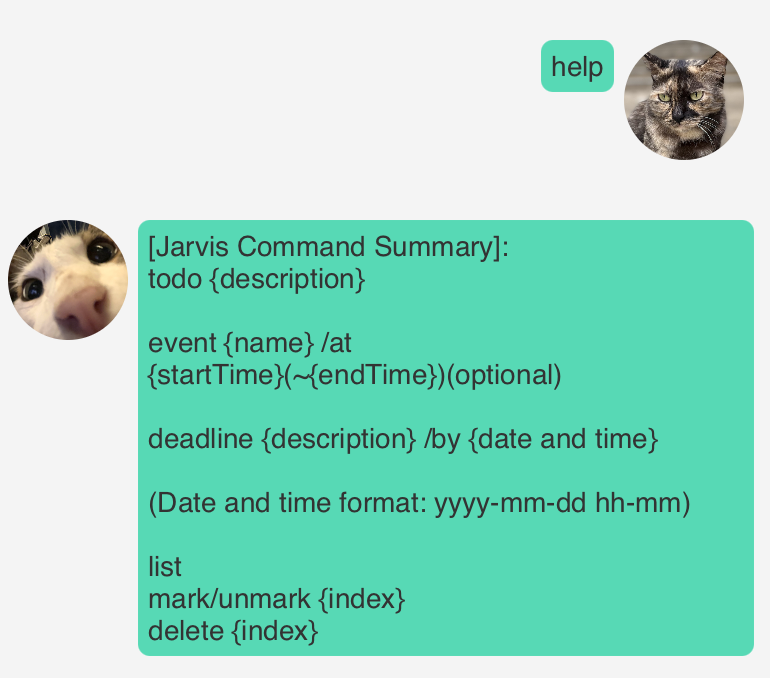 help
[Jarvis Command Summary]:
todo {description}
event {name} /at
{startTime}(~{endTime})(optional)
deadline {description} /by {date and time}
(Date and time format: yyyy-mm-dd hh-mm)
list
mark/unmark {index}
delete {index}